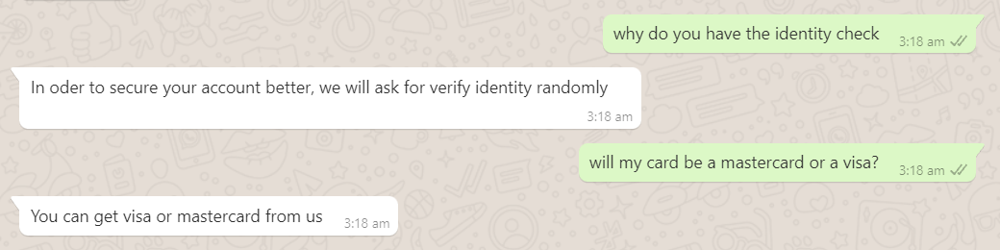 why do you have the identity check 3:18 am
In oder to secure your account better, we will ask for verify identity randomly
3:18 am
will my card be a mastercard or a visa? 3:18 am
You can get visa or mastercard from us 3:18 am